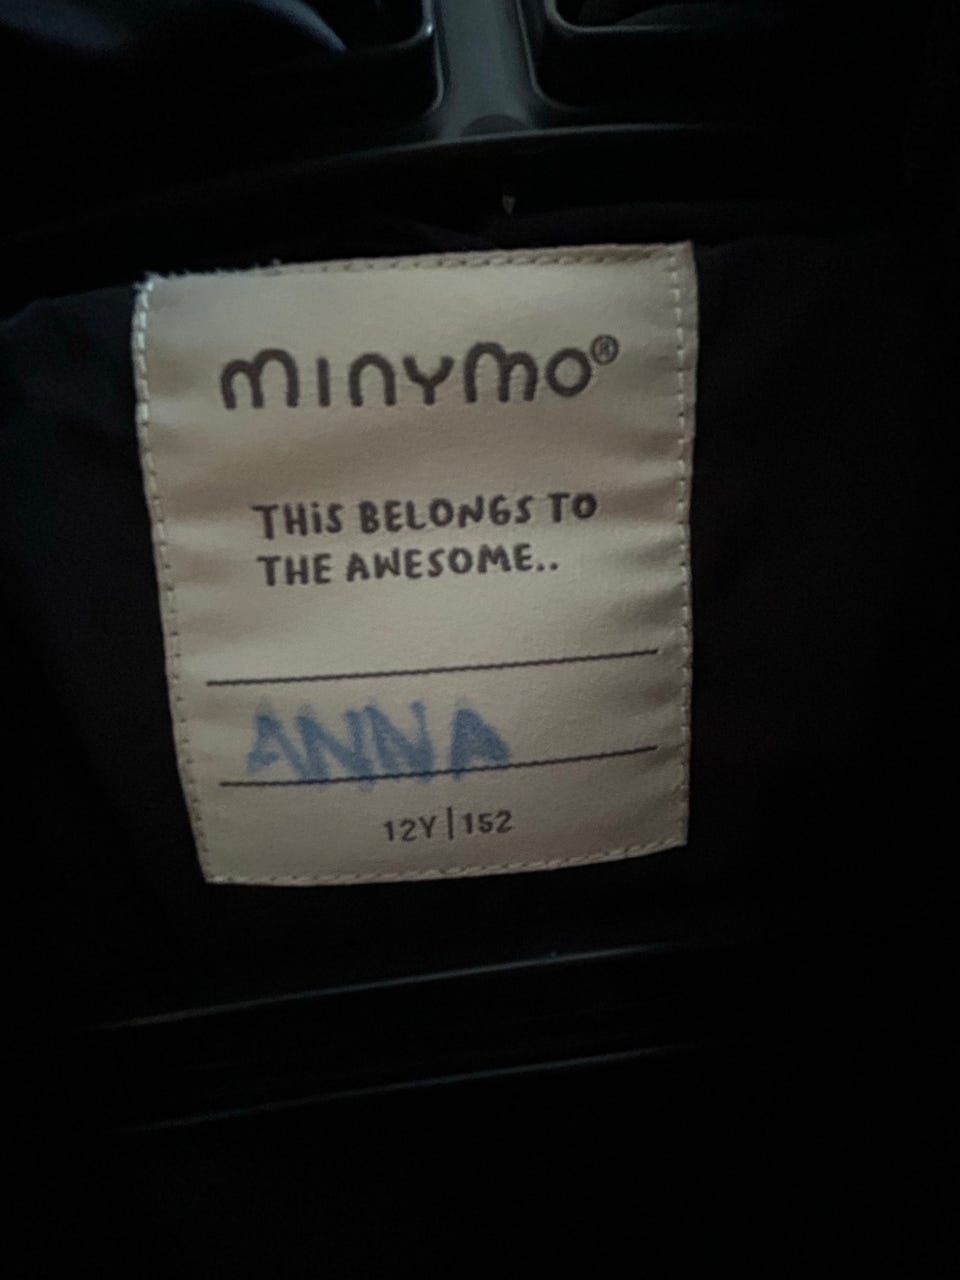 minymo®
THiS BELONGS TO
THE AWESOME..
ANNA
12Y|152